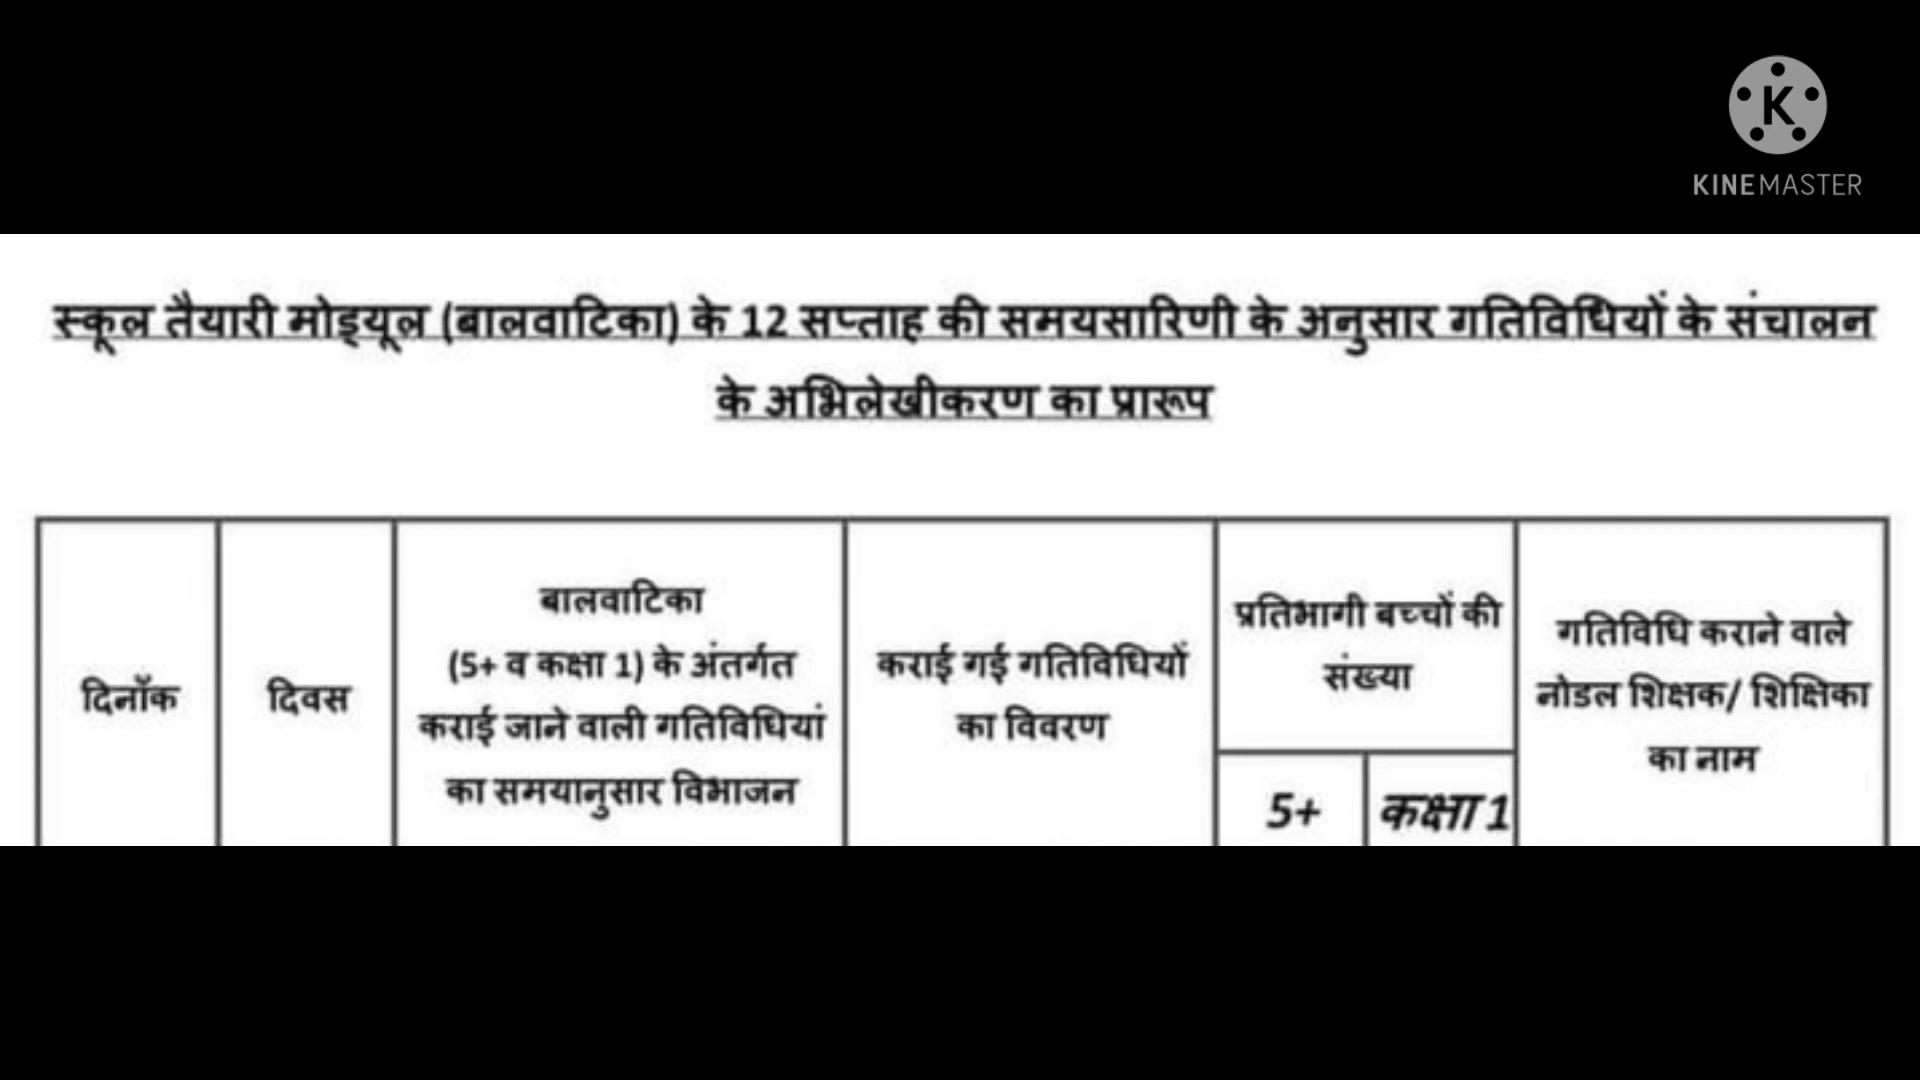 K
KINEMASTER
स्कूल तैयारी मोड्यूल (बालवाटिका) के 12 सप्ताह की समयसारिणी के अनुसार गतिविधियों के संचालन
के अभिलेखीकरण का प्रारूप
दिनॉंक
दिवस
बालवाटिका
(5+ व कक्षा 1) के अंतर्गत
कराई जाने वाली गतिविधियां
का समयानुसार विभाजन
कराई गई गतिविधियों
का विवरण
प्रतिभागी बच्चों की
संख्या
5+
कक्षा 1
गतिविधि कराने वाले
नोडल शिक्षक/ शिक्षिका
का नाम